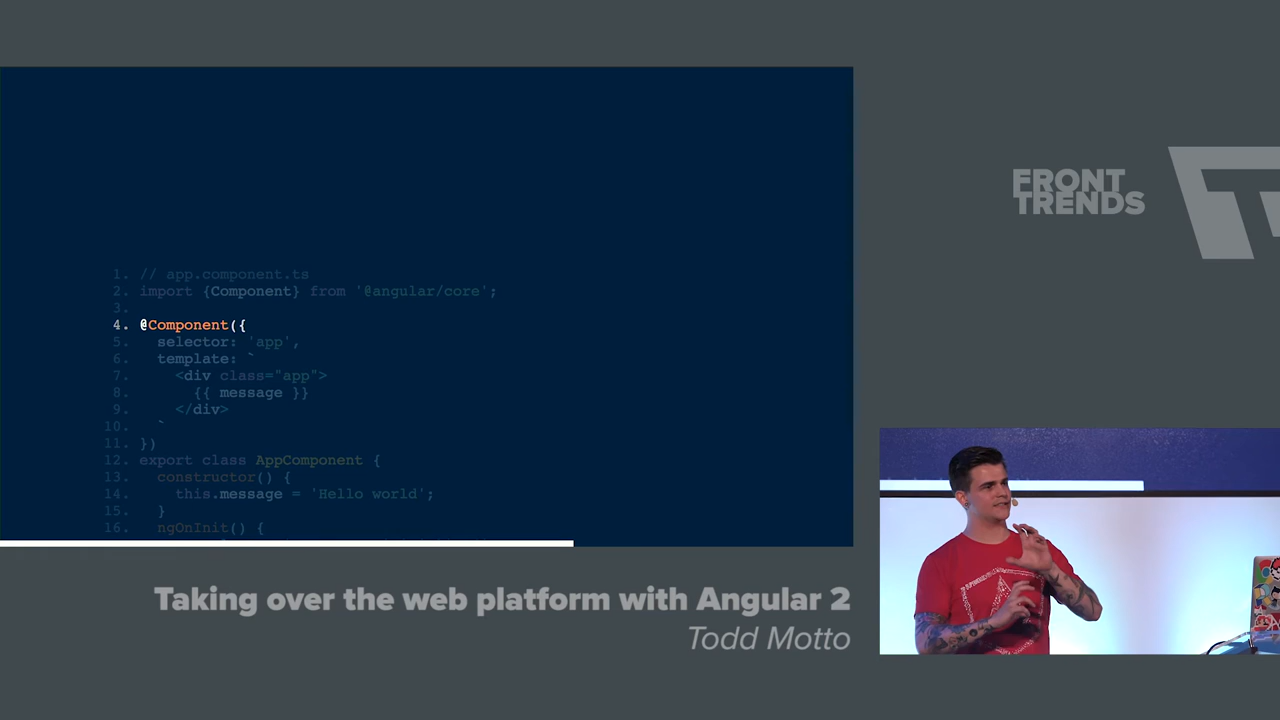 FRONT
TRENDS
1. // app.component.ts
2. import {Component} from '@angular/core';
3.
4. @Component({
5. selector: 'app',
6. template: `
7. <div class="app">
8. {{ message }}
9. </div>
10. `
11. })
12. export class AppComponent {
13. constructor() {
14. this.message = 'Hello world';
15. }
16. ngOnInit() {
Taking over the web platform with Angular 2
Todd Motto